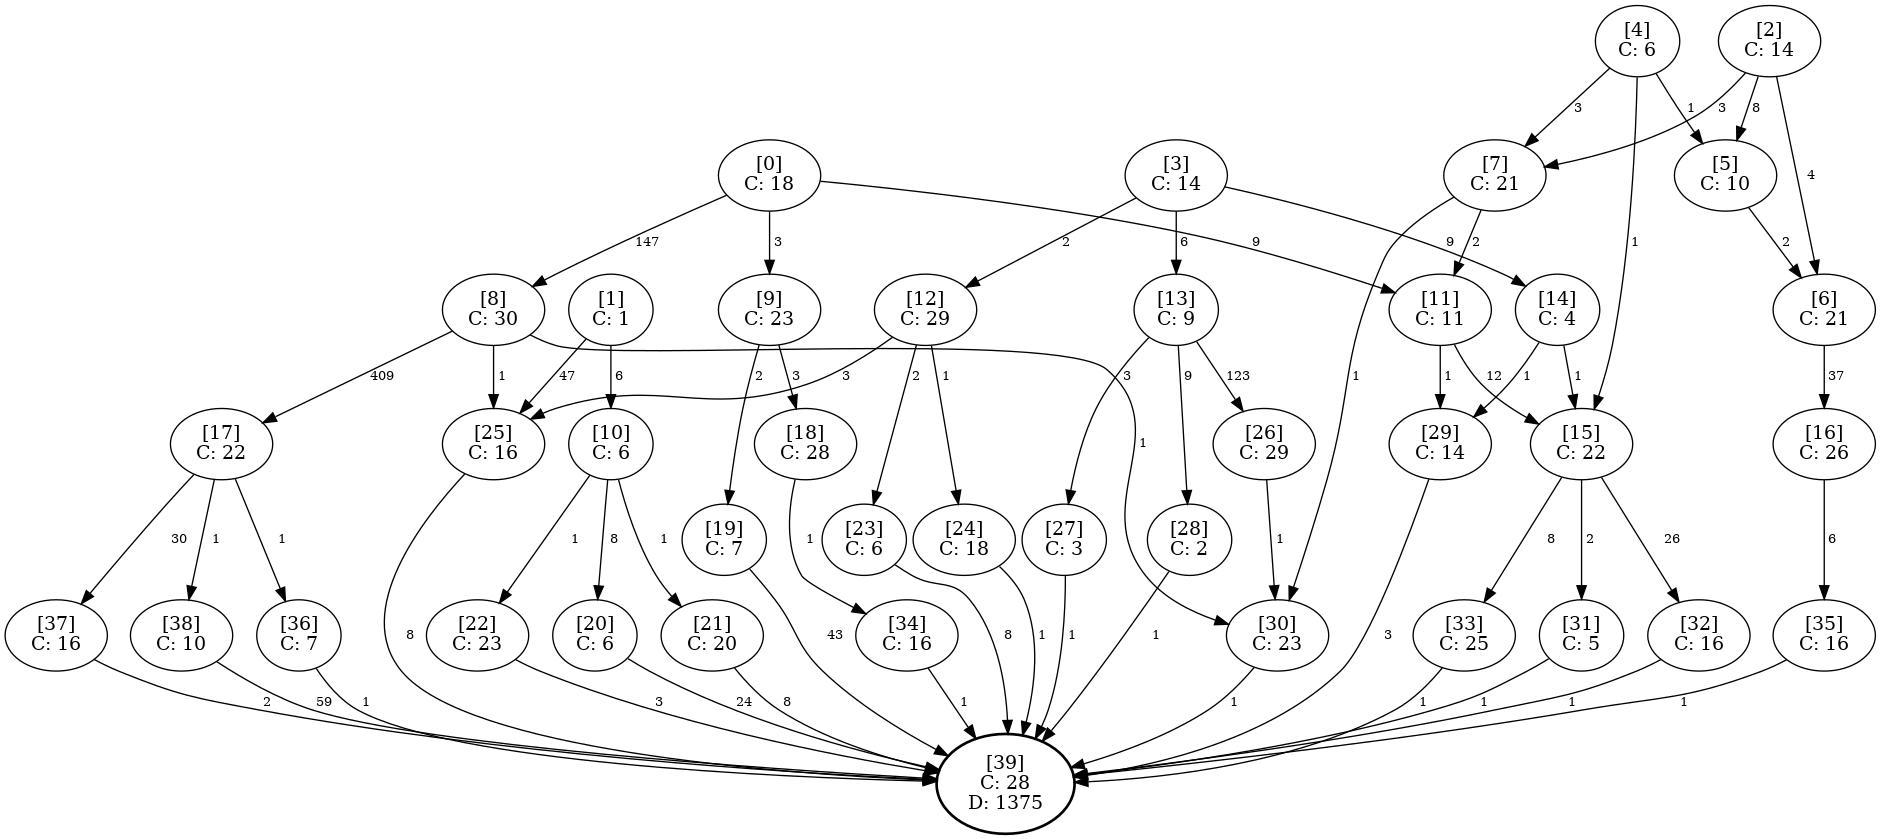 [4]
C: 6
[2]
C: 14
3
1
3
8
[0]
C: 18
[3]
C: 14
[7]
C: 21
[5]
C: 10
4
147
3
2
6
9
9
2
1
2
[8]
C: 30
[1]
C: 1
[9]
C: 23
[12]
C: 29
[13]
C: 9
[11]
C: 11
[14]
C: 4
[6]
C: 21
409
1
47
6
2
3
3
2
1
3
9
123
1
1
12
1
1
37
[17]
C: 22
[25]
C: 16
[10]
C: 6
[18]
C: 28
1
[26]
C: 29
[29]
C: 14
[15]
C: 22
[16]
C: 26
30
1
1
1
8
1
[19]
C: 7
1
[23]
C: 6
[24]
C: 18
[27]
C: 3
[28]
C: 2
1
8
2
26
6
[37]
C: 16
[38]
C: 10
[36]
C: 7
8
[22]
C: 23
[20]
C: 6
[21]
C: 20
43
[34]
C: 16
8
1
1
1
[30]
C: 23
3
[33]
C: 25
[31]
C: 5
[32]
C: 16
[35]
C: 16
2
59
1
3
24
8
1
1
1
1
1
1
[39]
C: 28
D: 1375